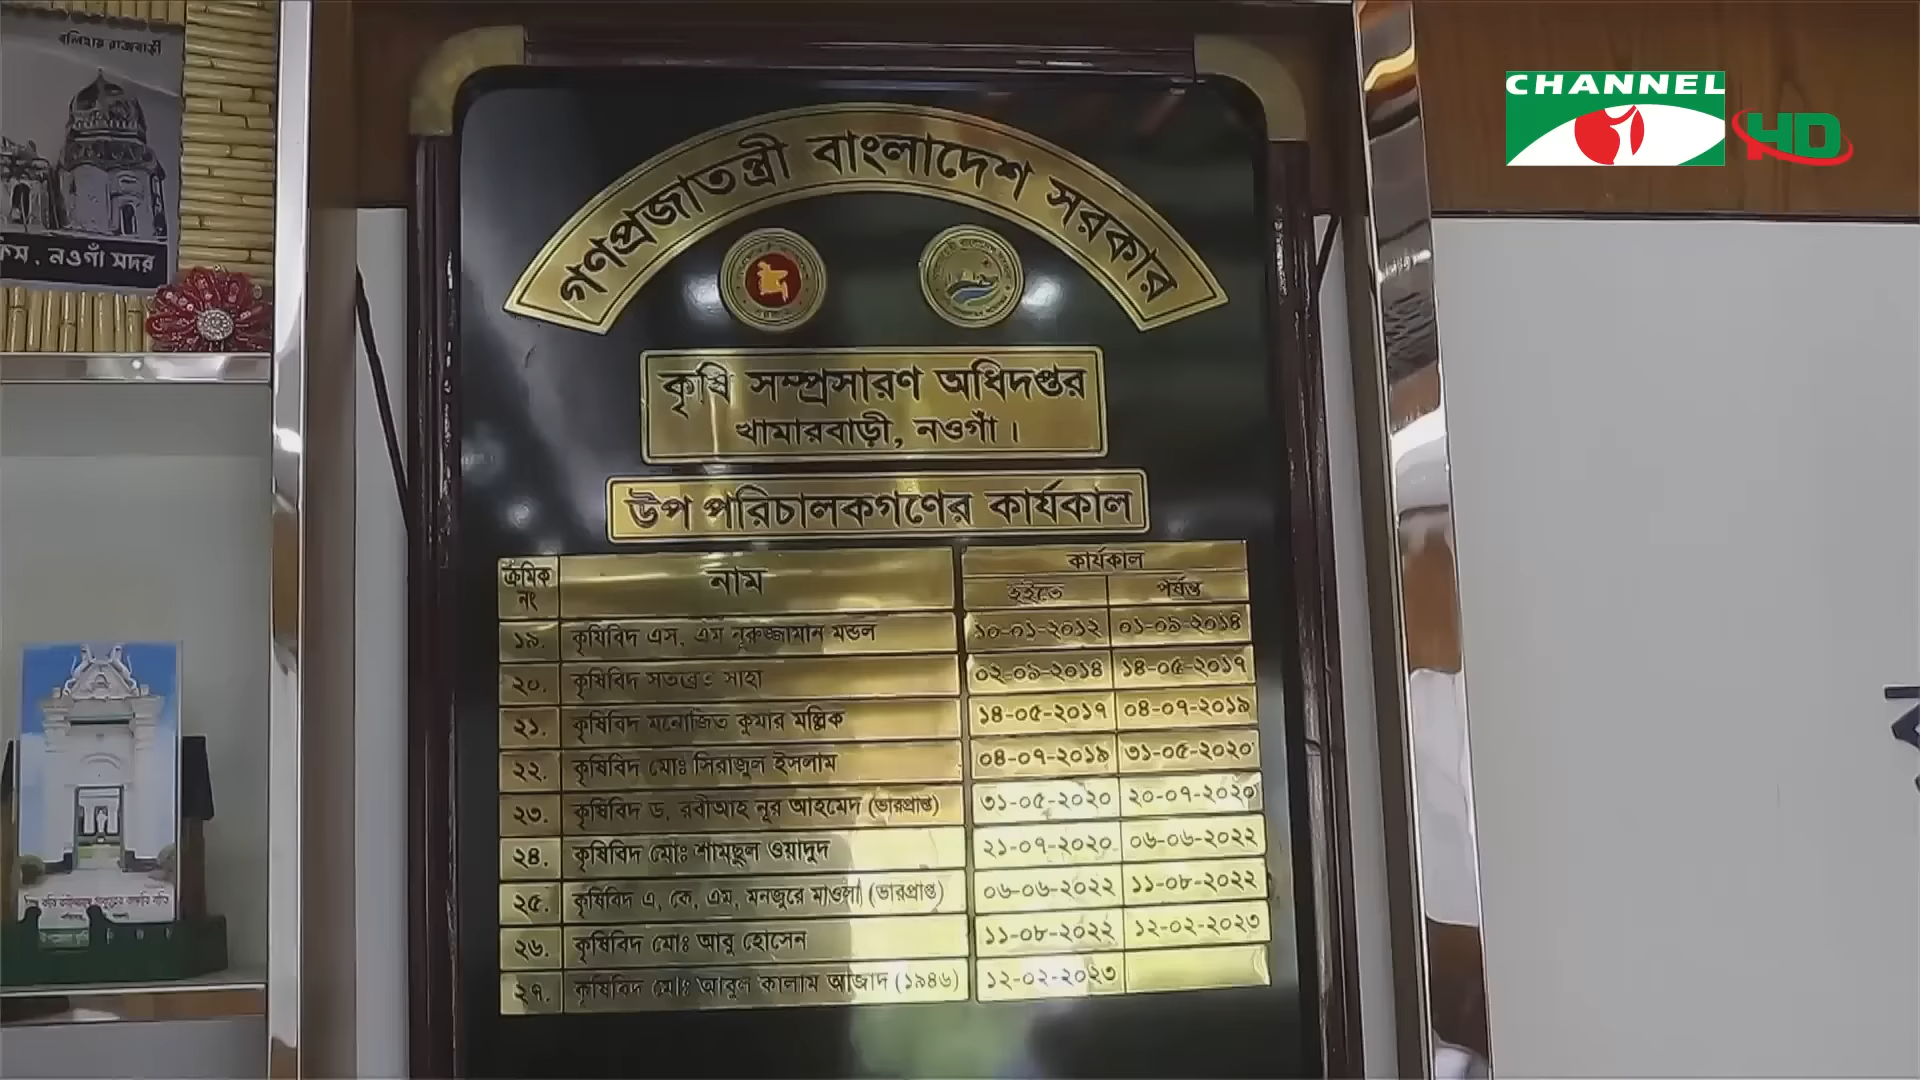 বলিহার রাজবাড়ী
নওগাঁ সদর
CHANNEL
HD
গণপ্রজাতন্ত্রী বাংলাদেশ সরকার
কৃষি সম্প্রসারণ অধিদপ্তর
খামারবাড়ী, নওগাঁ।
উপ পরিচালকগণের কার্যকাল
ক্রমিক নং নাম কার্যকাল
হইতে পর্যন্ত
১৯. কৃষিবিদ এস. এম নূরুজ্জামান মন্ডল ১০-০১-২০১২ ০১-০৯-২০১৪
২০. কৃষিবিদ সাহা ০২-০৯-২০১৪ ১৪-০৫-২০১৭
২১. কৃষিবিদ মনোজিত কুমার মল্লিক ১৪-০৫-২০১৭ ০৪-০৭-২০১৯
২২. কৃষিবিদ মোঃ সিরাজুল ইসলাম ০৪-০৭-২০১৯ ৩১-০৫-২০২০
২৩. কৃষিবিদ ড. রবীআহ নূর আহমেদ (ভারপ্রাপ্ত) ৩১-০৫-২০২০ ২০-০৭-২০২০
২৪. কৃষিবিদ মোঃ শামছুল ওয়াদুদ ২১-০৭-২০২০ ০৬-০৬-২০২২
২৫. কৃষিবিদ এ, কে, এম, মনজুরে মাওলা (ভারপ্রাপ্ত) ০৬-০৬-২০২২ ১১-০৮-২০২২
২৬. কৃষিবিদ মোঃ আবু হোসেন ১১-০৮-২০২২ ১২-০২-২০২৩
২৭. কৃষিবিদ মোঃ আবুল কালাম আজাদ (১৯৪৬) ১২-০২-২০২৩